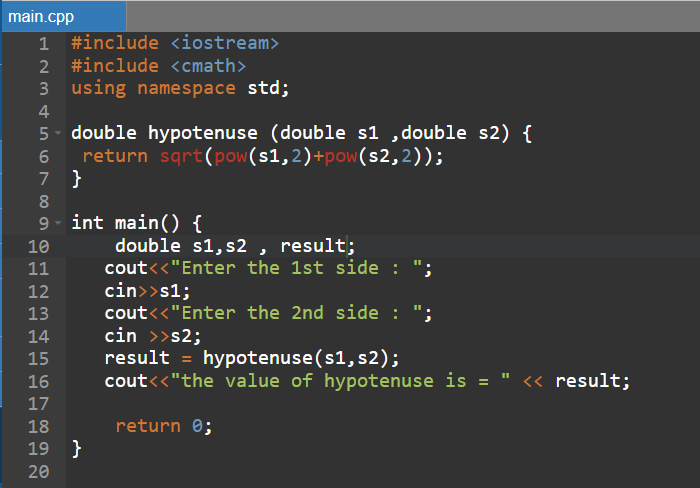 main.cpp
1 #include <iostream>
2 #include <cmath>
3 using namespace std;
4
5 double hypotenuse (double s1 ,double s2) {
6  return sqrt(pow(s1,2)+pow(s2,2));
7 }
8
9 int main() {
10     double s1,s2 , result;
11    cout<<"Enter the 1st side : ";
12    cin>>s1;
13    cout<<"Enter the 2nd side : ";
14    cin >>s2;
15    result = hypotenuse(s1,s2);
16    cout<<"the value of hypotenuse is = " << result;
17
18     return 0;
19 }
20